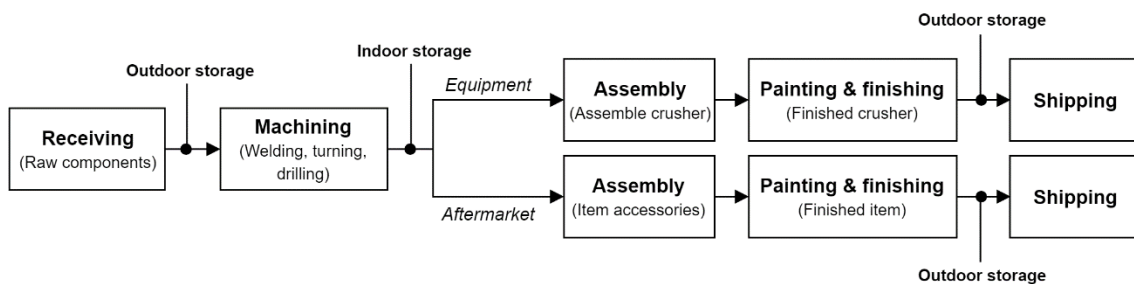 Outdoor storage
Indoor storage
Outdoor storage
Receiving
(Raw components)
Machining
(Welding, turning,
drilling)
Equipment
Assembly
(Assemble crusher)
Painting & finishing
(Finished crusher)
Shipping
Aftermarket
Assembly
(Item accessories)
Painting & finishing
(Finished item)
Shipping
Outdoor storage